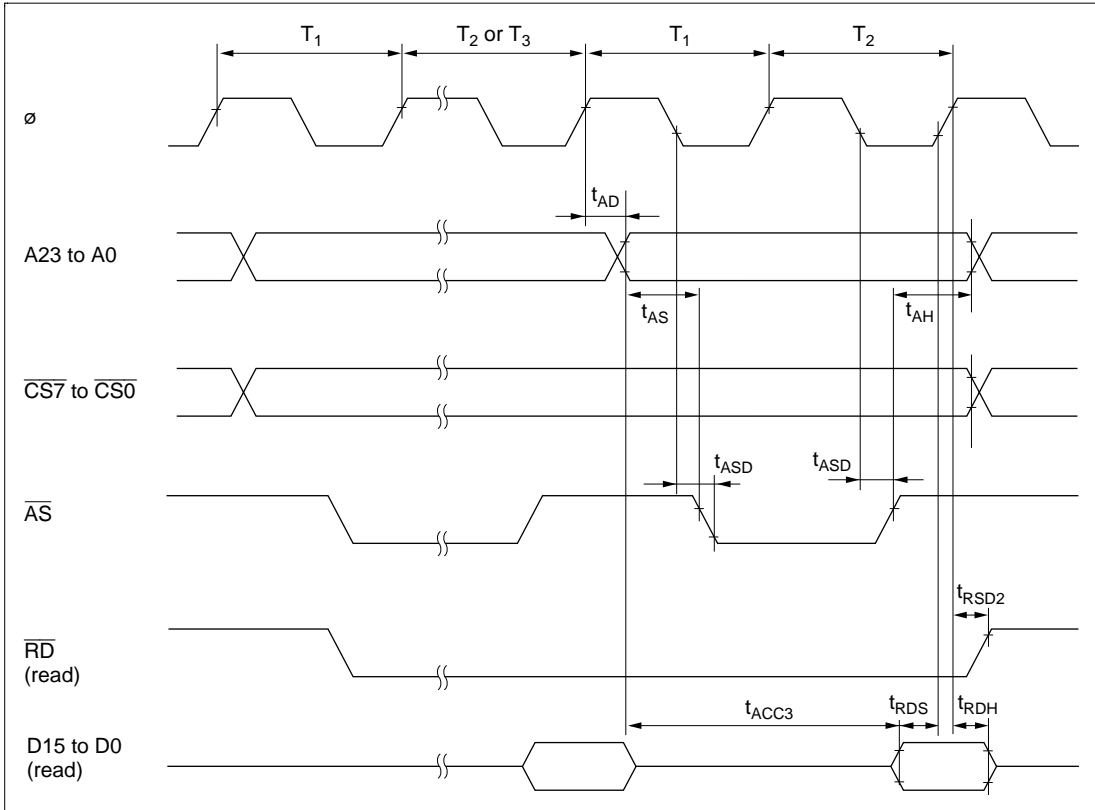 T1 T2 or T3 T1 T2
ø
tAD
A23 to A0
tAS tAH
CS7 to CS0
tASD tASD
AS
tRSD2
RD
(read)
tACC3 tRDS tRDH
D15 to D0
(read)